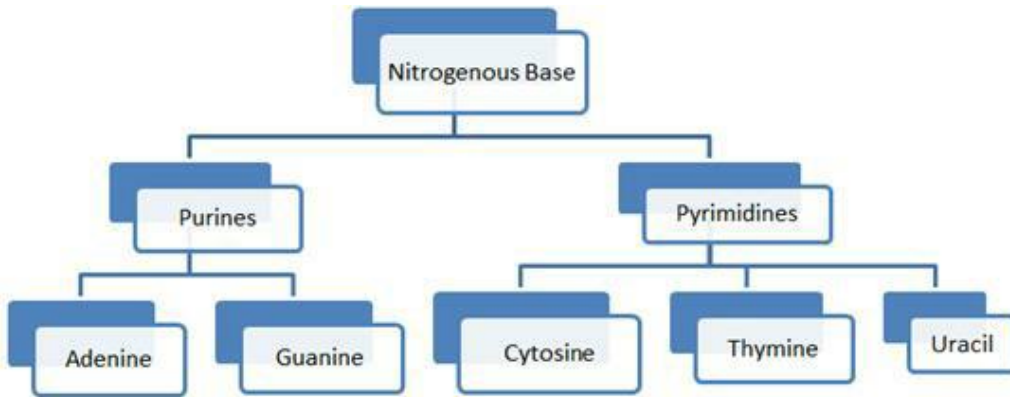 Nitrogenous Base
Purines
Pyrimidines
Adenine
Guanine
Cytosine
Thymine
Uracil